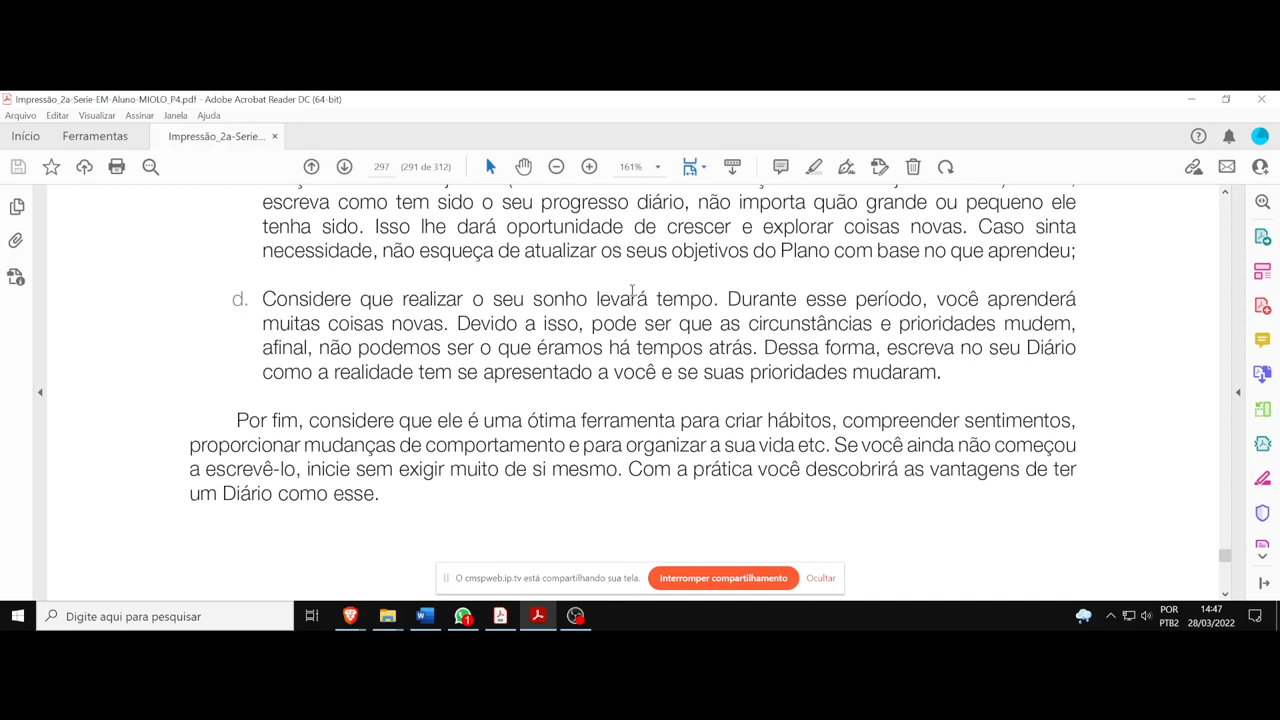 Impressão_2a-Serie-EM-Aluno-MIOLO_P4.pdf - Adobe Acrobat Reader DC (64-bit)
Arquivo Editar Visualizar Assinar Janela Ajuda
Início Ferramentas Impressão_2a-Serie... ×
297 (291 de 312) 161%
escreva como tem sido o seu progresso diário, não importa quão grande ou pequeno ele
tenha sido. Isso lhe dará oportunidade de crescer e explorar coisas novas. Caso sinta
necessidade, não esqueça de atualizar os seus objetivos do Plano com base no que aprendeu;
d. Considere que realizar o seu sonho levará tempo. Durante esse período, você aprenderá
muitas coisas novas. Devido a isso, pode ser que as circunstâncias e prioridades mudem,
afinal, não podemos ser o que éramos há tempos atrás. Dessa forma, escreva no seu Diário
como a realidade tem se apresentado a você e se suas prioridades mudaram.
Por fim, considere que ele é uma ótima ferramenta para criar hábitos, compreender sentimentos,
proporcionar mudanças de comportamento e para organizar a sua vida etc. Se você ainda não começou
a escrevê-lo, inicie sem exigir muito de si mesmo. Com a prática você descobrirá as vantagens de ter
um Diário como esse.
O cmspweb.ip.tv está compartilhando sua tela. Interromper compartilhamento Ocultar
Digite aqui para pesquisar
1
POR 14:47
PTB2 28/03/2022